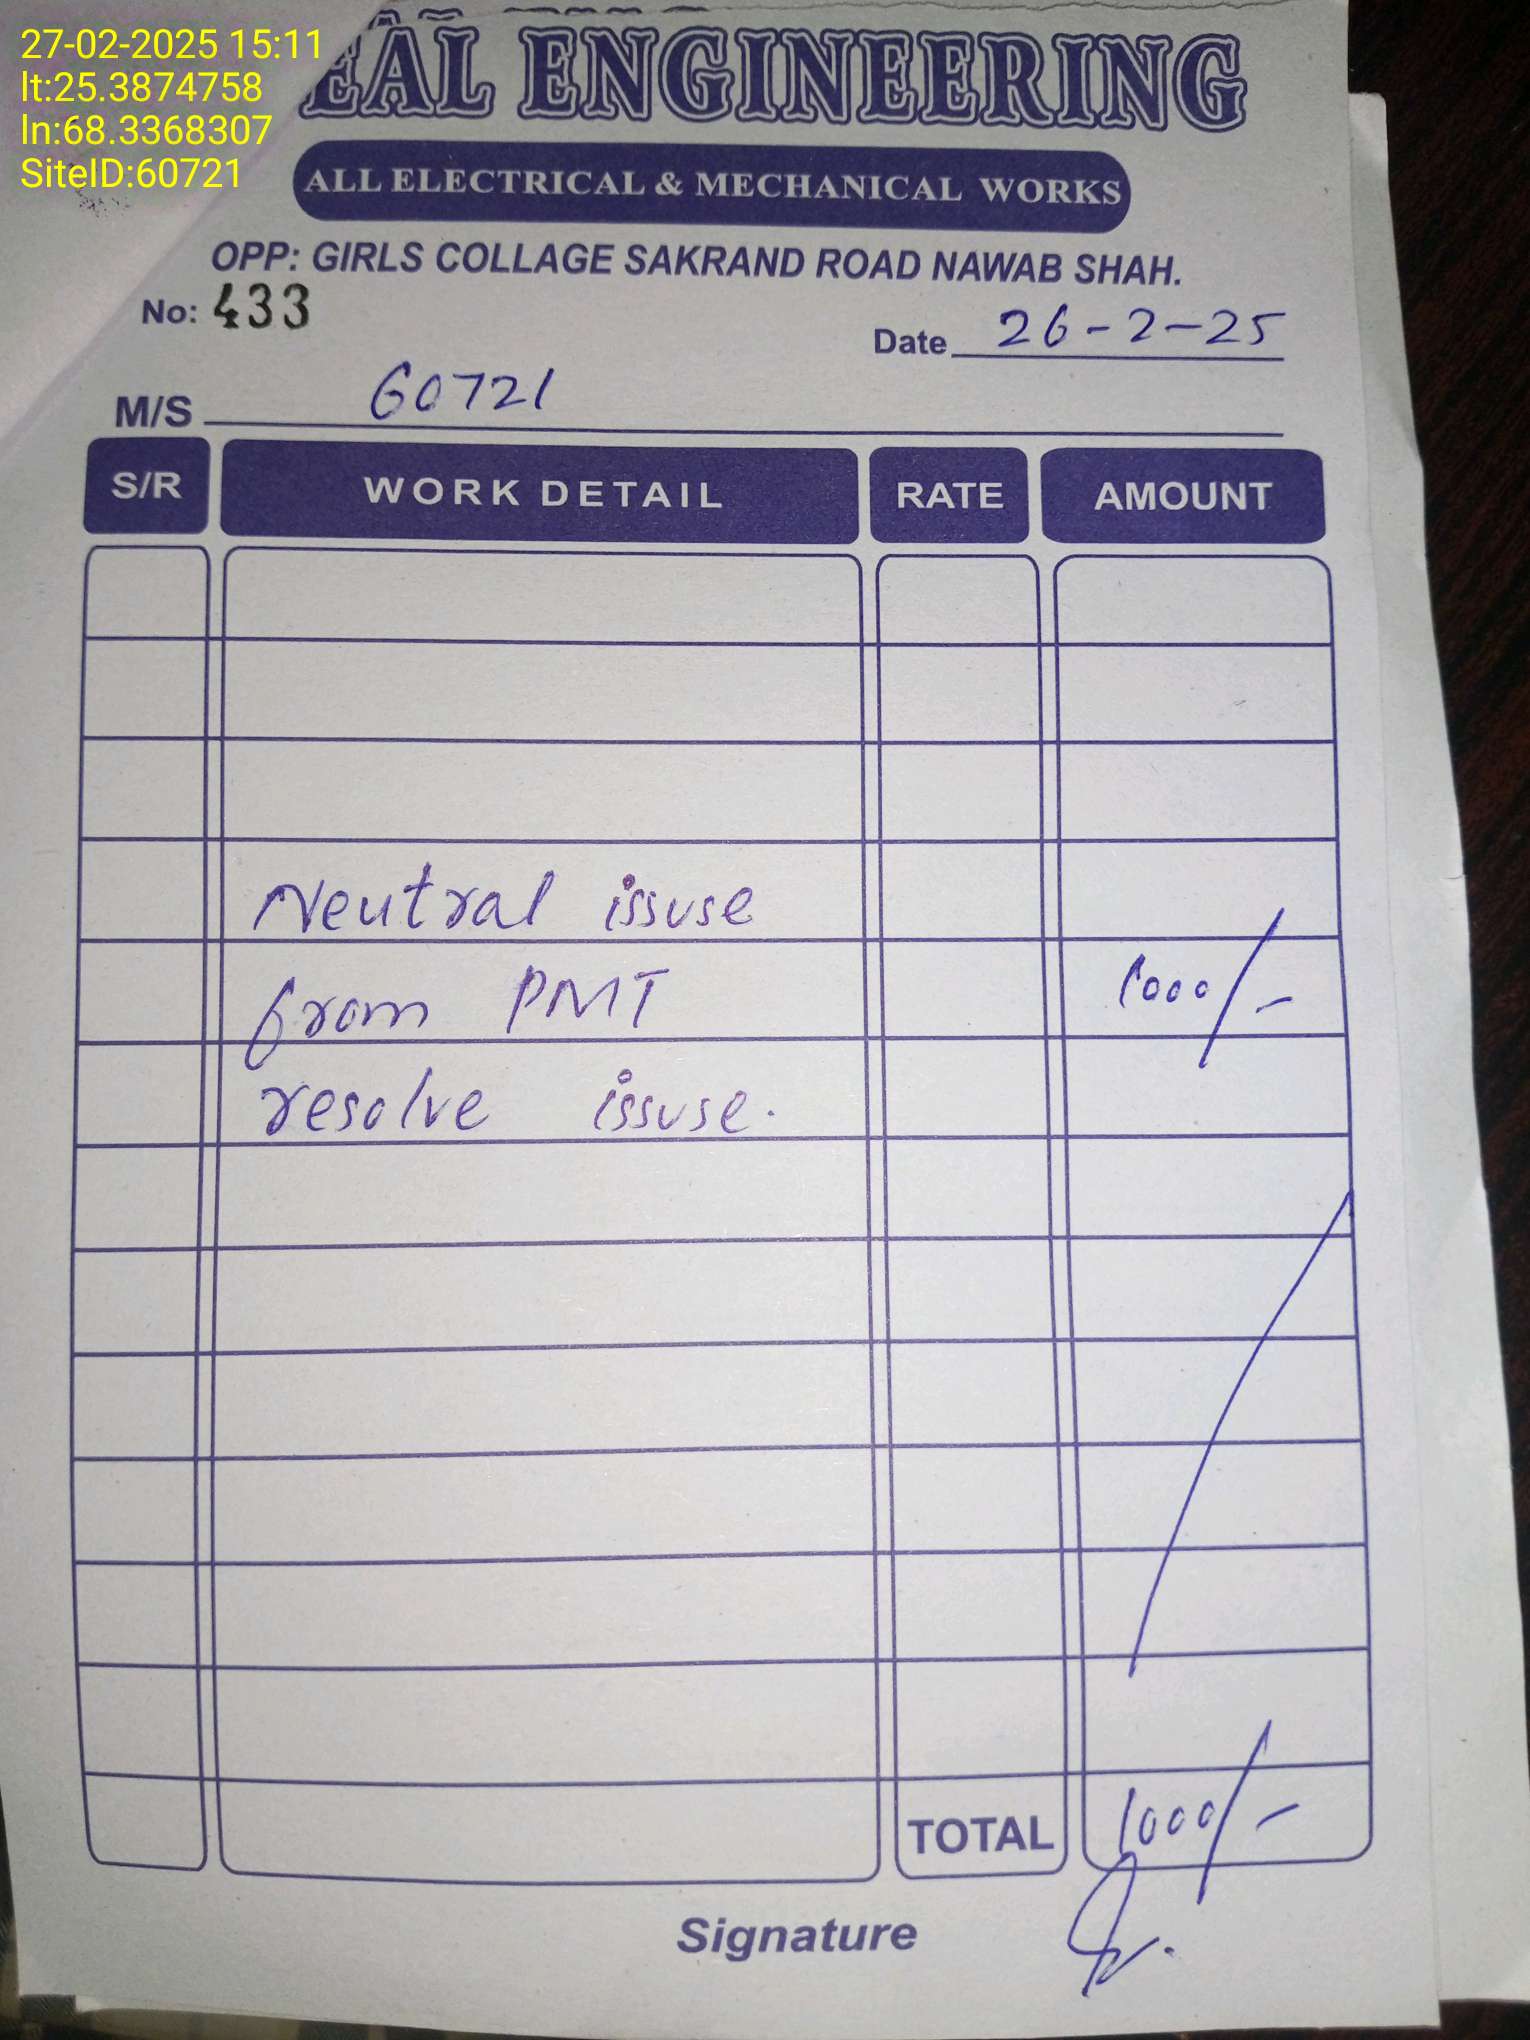 27-02-2025 15:11
lt:25.3874758
ln:68.3368307
SiteID:60721
EAL ENGINEERING
ALL ELECTRICAL & MECHANICAL WORKS
OPP: GIRLS COLLAGE SAKRAND ROAD NAWAB SHAH.
No: 433
Date 26-2-25
M/S 60721
S/R WORK DETAIL RATE AMOUNT
Neutral issuse
from PMT 1000/-
resolve issuse.
TOTAL 1000/-
Signature